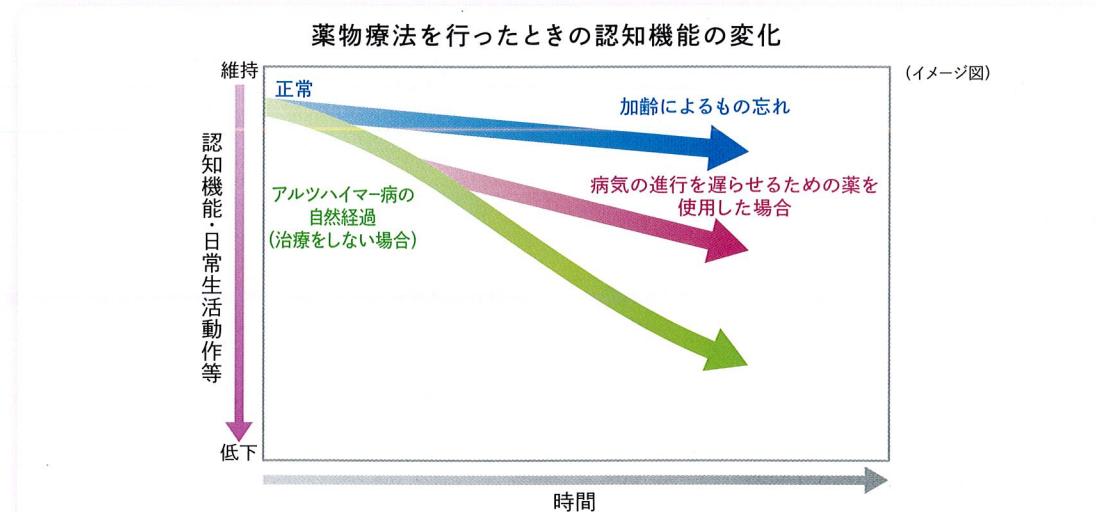 薬物療法を行ったときの認知機能の変化
(イメージ図)
維持
認知機能・日常生活動作等
低下
正常
加齢によるもの忘れ
病気の進行を遅らせるための薬を
使用した場合
アルツハイマー病の
自然経過
(治療をしない場合)
時間